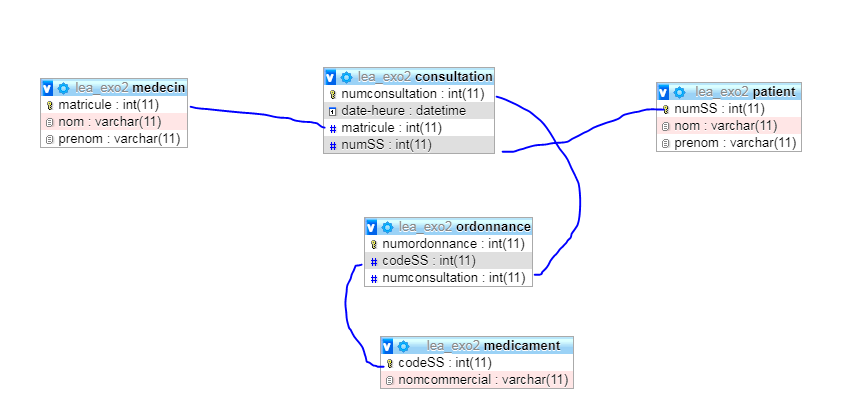 lea_exo2 medecin
matricule : int(11)
nom : varchar(11)
prenom : varchar(11)
lea_exo2 consultation
numconsultation : int(11)
date-heure : datetime
matricule : int(11)
numSS : int(11)
lea_exo2 patient
numSS : int(11)
nom : varchar(11)
prenom : varchar(11)
lea_exo2 ordonnance
numordonnance : int(11)
codeSS : int(11)
numconsultation : int(11)
lea_exo2 medicament
codeSS : int(11)
nomcommercial : varchar(11)